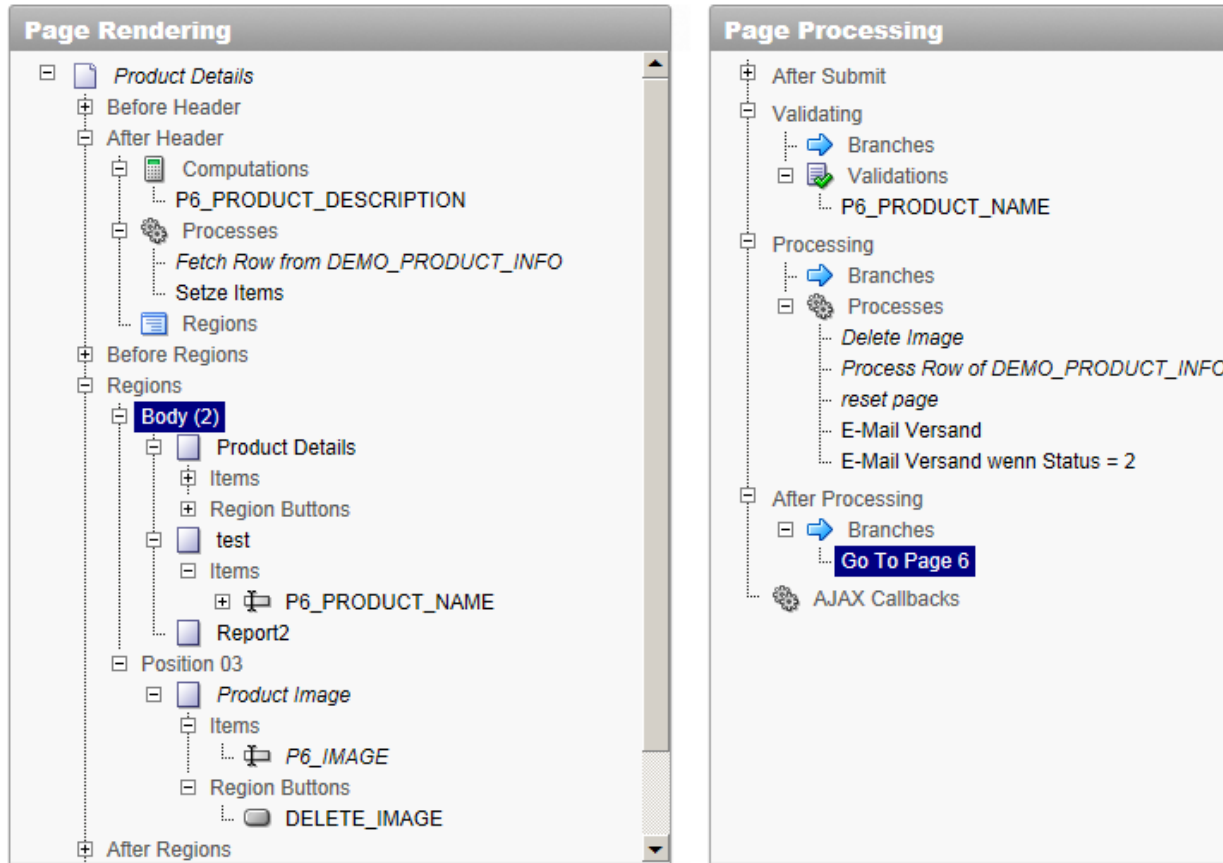 Page Rendering
Product Details
Before Header
After Header
Computations
P6_PRODUCT_DESCRIPTION
Processes
Fetch Row from DEMO_PRODUCT_INFO
Setze Items
Regions
Before Regions
Regions
Body (2)
Product Details
Items
Region Buttons
test
Items
P6_PRODUCT_NAME
Report2
Position 03
Product Image
Items
P6_IMAGE
Region Buttons
DELETE_IMAGE
After Regions
Page Processing
After Submit
Validating
Branches
Validations
P6_PRODUCT_NAME
Processing
Branches
Processes
Delete Image
Process Row of DEMO_PRODUCT_INFO
reset page
E-Mail Versand
E-Mail Versand wenn Status = 2
After Processing
Branches
Go To Page 6
AJAX Callbacks